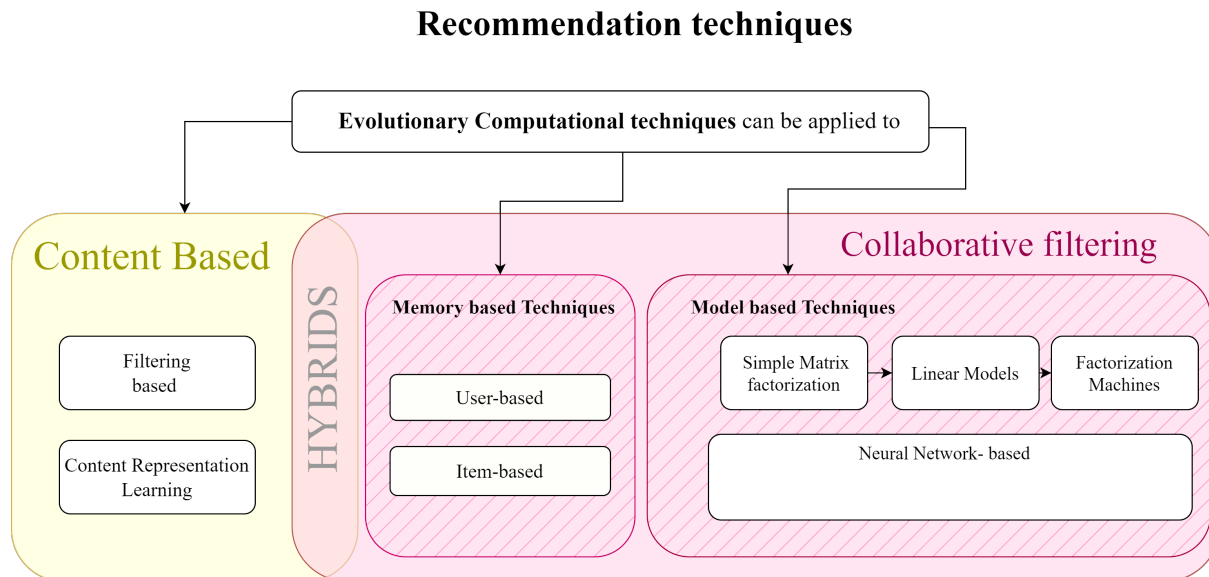 Recommendation techniques
Evolutionary Computational techniques can be applied to
Content Based
Filtering
based
Content Representation
Learning
HYBRIDS
Collaborative filtering
Memory based Techniques
User-based
Item-based
Model based Techniques
Simple Matrix
factorization
Linear Models
Factorization
Machines
Neural Network- based